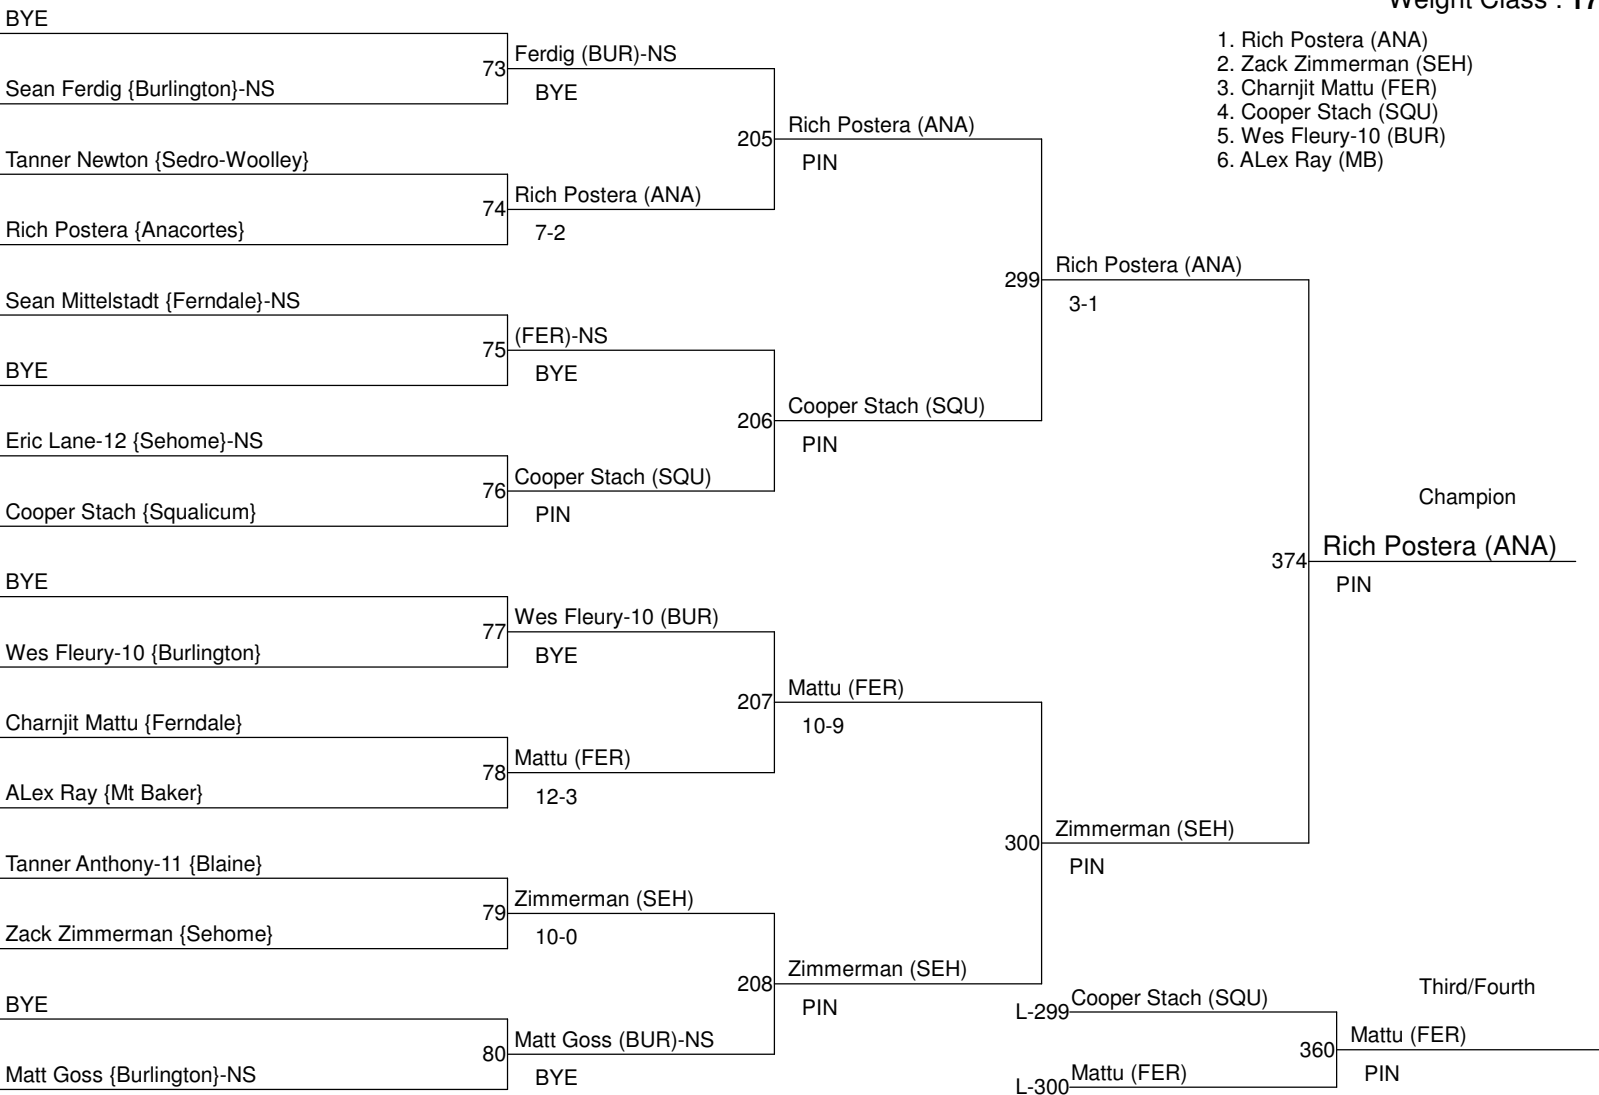 BYE
Weight Class : 17
Sean Ferdig {Burlington}-NS
73
Ferdig (BUR)-NS
BYE
Tanner Newton {Sedro-Woolley}
Rich Postera {Anacortes}
74
Rich Postera (ANA)
7-2
205
Rich Postera (ANA)
PIN
1. Rich Postera (ANA)
2. Zack Zimmerman (SEH)
3. Charnjit Mattu (FER)
4. Cooper Stach (SQU)
5. Wes Fleury-10 (BUR)
6. ALex Ray (MB)
Sean Mittelstadt {Ferndale}-NS
BYE
75
(FER)-NS
BYE
Eric Lane-12 {Sehome}-NS
Cooper Stach {Squalicum}
76
Cooper Stach (SQU)
PIN
206
Cooper Stach (SQU)
PIN
299
Rich Postera (ANA)
3-1
BYE
Wes Fleury-10 {Burlington}
77
Wes Fleury-10 (BUR)
BYE
Charnjit Mattu {Ferndale}
ALex Ray {Mt Baker}
78
Mattu (FER)
12-3
207
Mattu (FER)
10-9
Tanner Anthony-11 {Blaine}
Zack Zimmerman {Sehome}
79
Zimmerman (SEH)
10-0
BYE
Matt Goss {Burlington}-NS
80
Matt Goss (BUR)-NS
BYE
208
Zimmerman (SEH)
PIN
300
Zimmerman (SEH)
PIN
Champion
374
Rich Postera (ANA)
PIN
Third/Fourth
L-299
Cooper Stach (SQU)
L-300
Mattu (FER)
360
Mattu (FER)
PIN